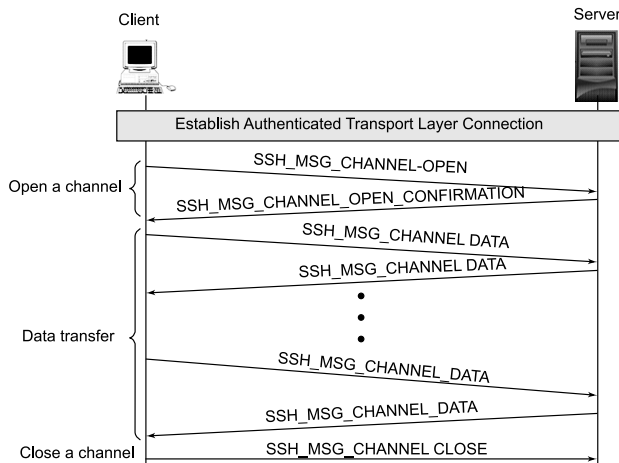 Client
Server
Establish Authenticated Transport Layer Connection
SSH_MSG_CHANNEL-OPEN
Open a channel
SSH_MSG_CHANNEL_OPEN_CONFIRMATION
SSH_MSG_CHANNEL DATA
SSH_MSG_CHANNEL DATA
Data transfer
SSH_MSG_CHANNEL_DATA
SSH_MSG_CHANNEL_DATA
Close a channel
SSH_MSG_CHANNEL CLOSE